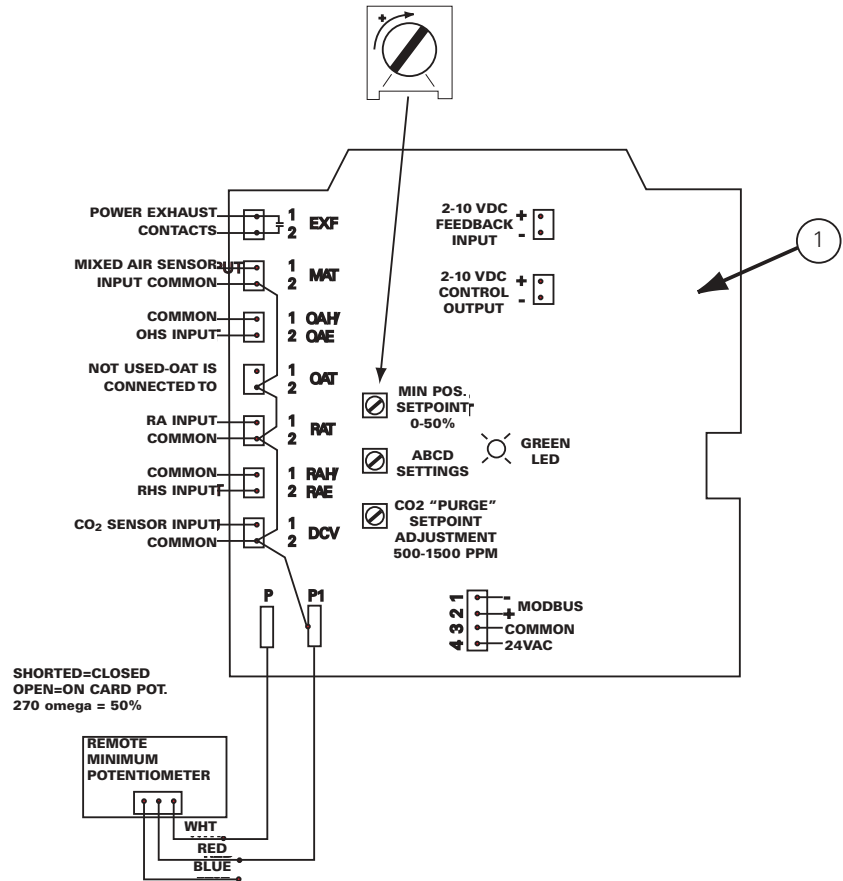 +
POWER EXHAUST
CONTACTS
1
2
EXF
2-10 VDC
FEEDBACK
INPUT
+
-
1
MIXED AIR SENSOR
INPUT COMMON
1
2
MAT
2-10 VDC
CONTROL
OUTPUT
+
-
COMMON
OHS INPUT
1
2
OAH/
OAE
NOT USED-OAT IS
CONNECTED TO
1
2
OAT
MIN POS.
SETPOINT
0-50%
RA INPUT
COMMON
1
2
RAT
ABCD
SETTINGS
GREEN
LED
COMMON
RHS INPUT
1
2
RAH/
RAE
CO2 "PURGE"
SETPOINT
ADJUSTMENT
500-1500 PPM
CO₂ SENSOR INPUT
COMMON
1
2
DCV
P
P1
1
2
3
4
-
+
MODBUS
COMMON
24VAC
SHORTED=CLOSED
OPEN=ON CARD POT.
270 omega = 50%
REMOTE
MINIMUM
POTENTIOMETER
WHT
RED
BLUE